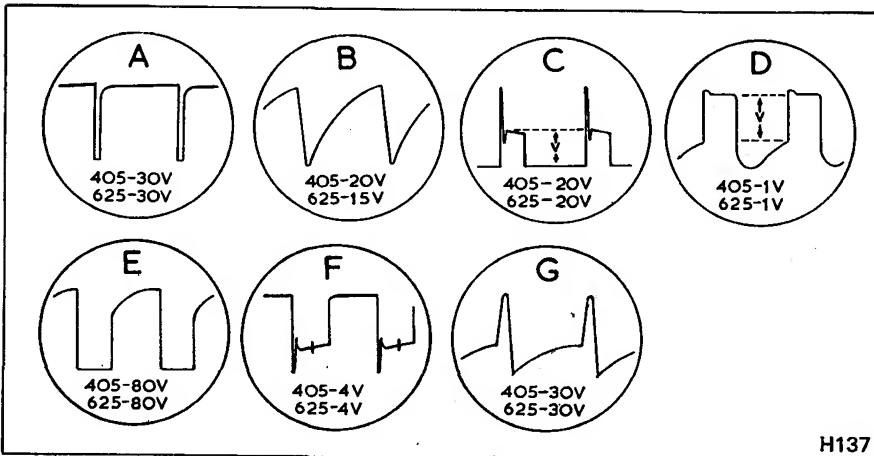 A
405-30V
625-30V
B
405-20V
625-15V
C
V
405-20V
625-20V
D
V
405-1V
625-1V
E
405-80V
625-80V
F
405-4V
625-4V
G
405-30V
625-30V
H137